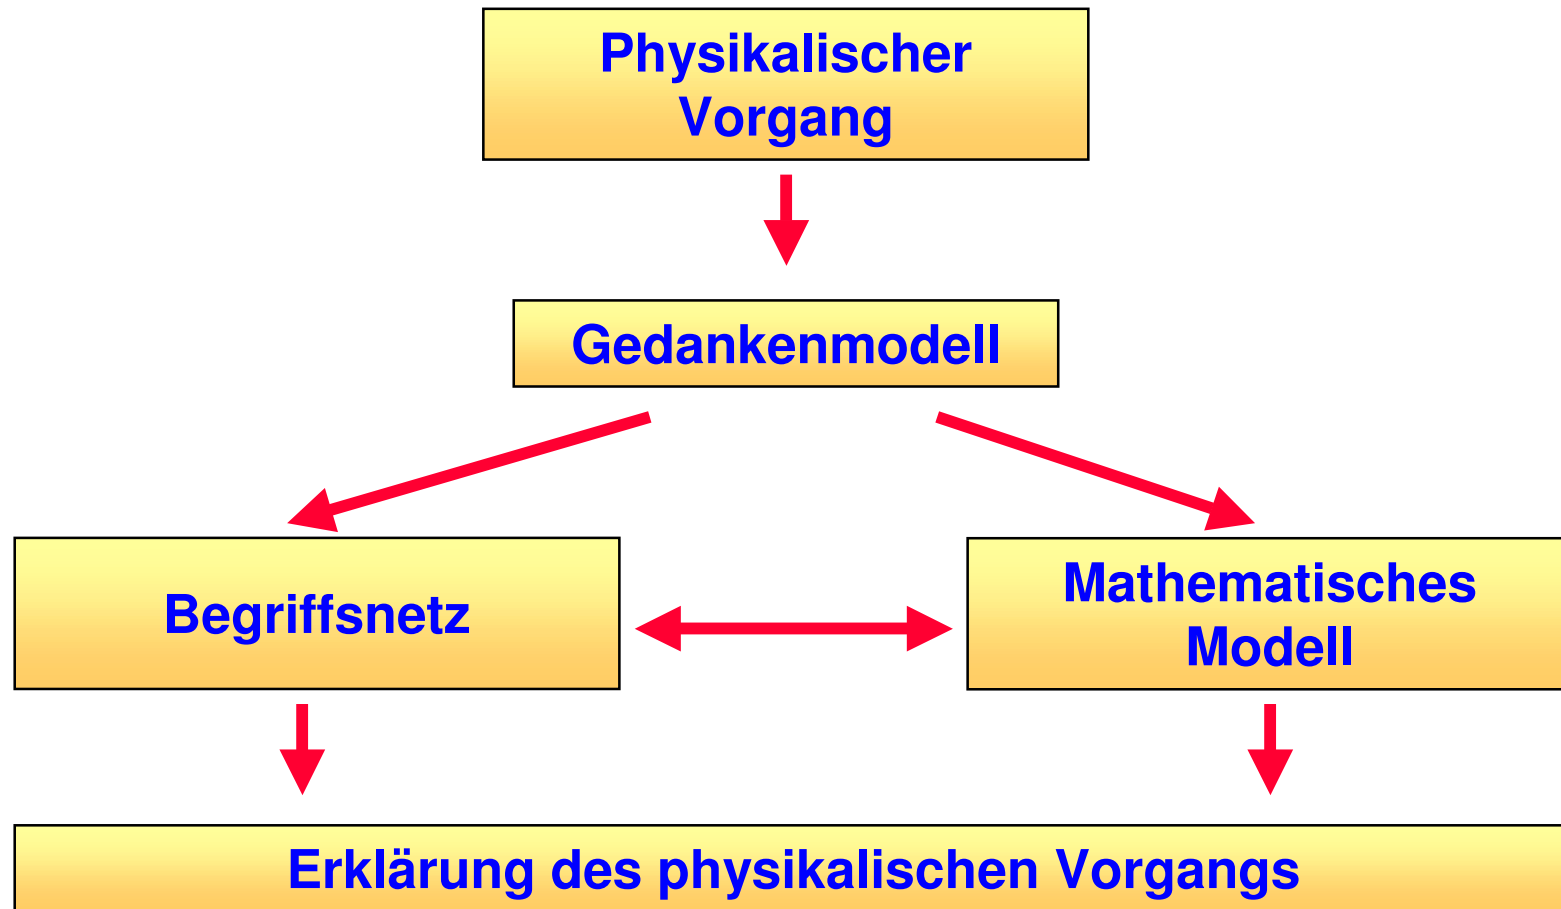 Physikalischer
Vorgang
Gedankenmodell
Begriffsnetz
Mathematisches
Modell
Erklärung des physikalischen Vorgangs